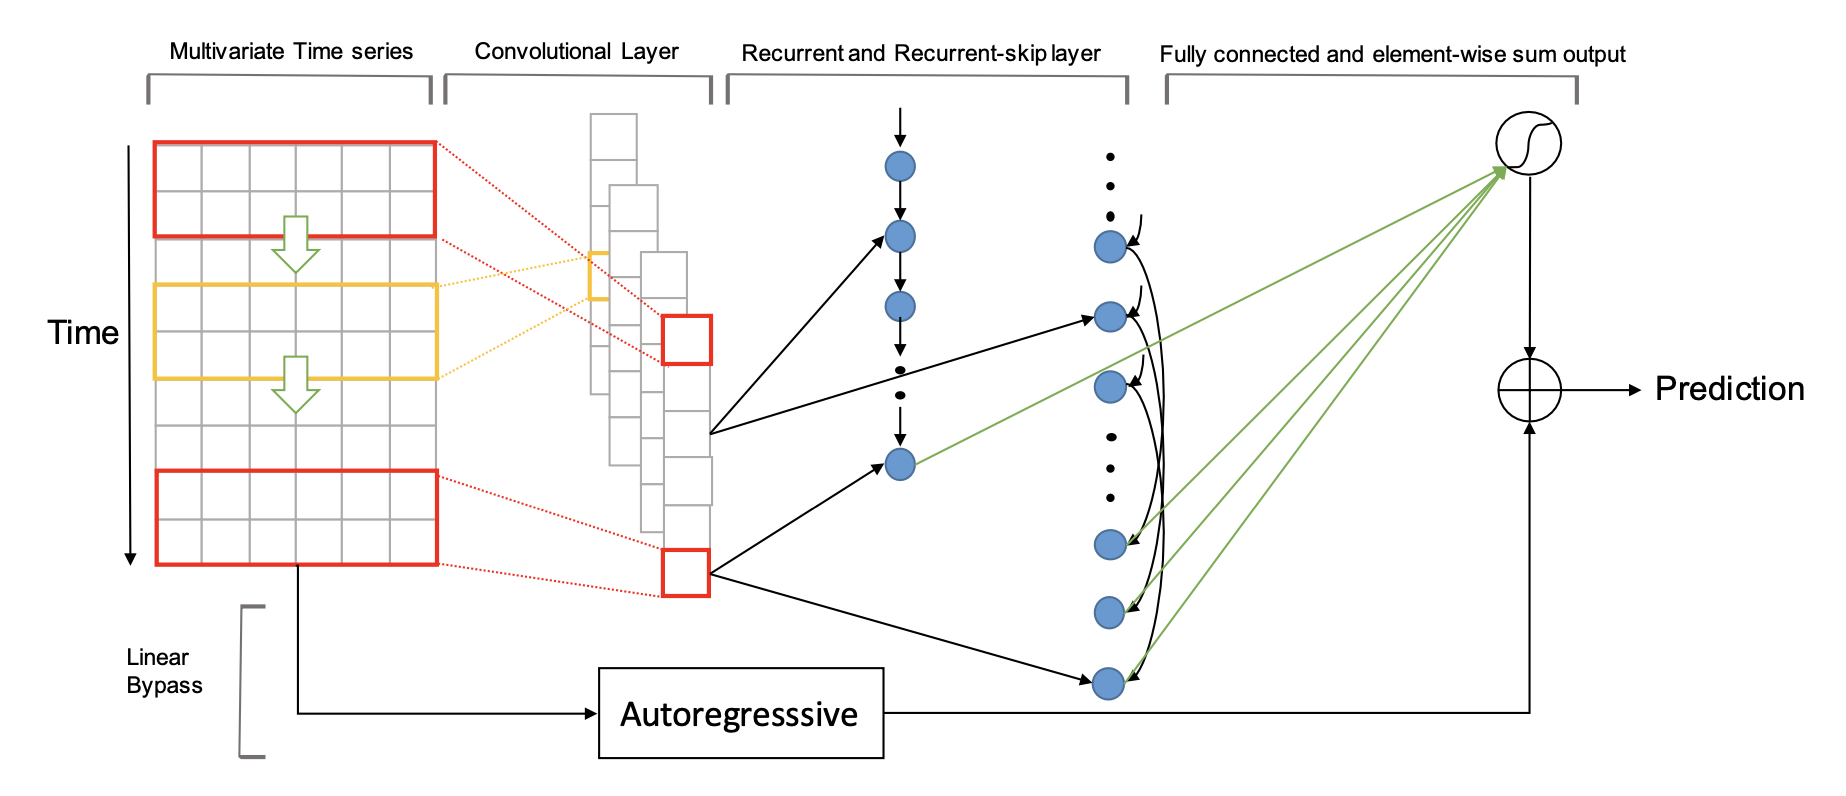 Multivariate Time series
Convolutional Layer
Recurrent and Recurrent-skip layer
Fully connected and element-wise sum output
Time
Prediction
Linear
Bypass
Autoregresssive